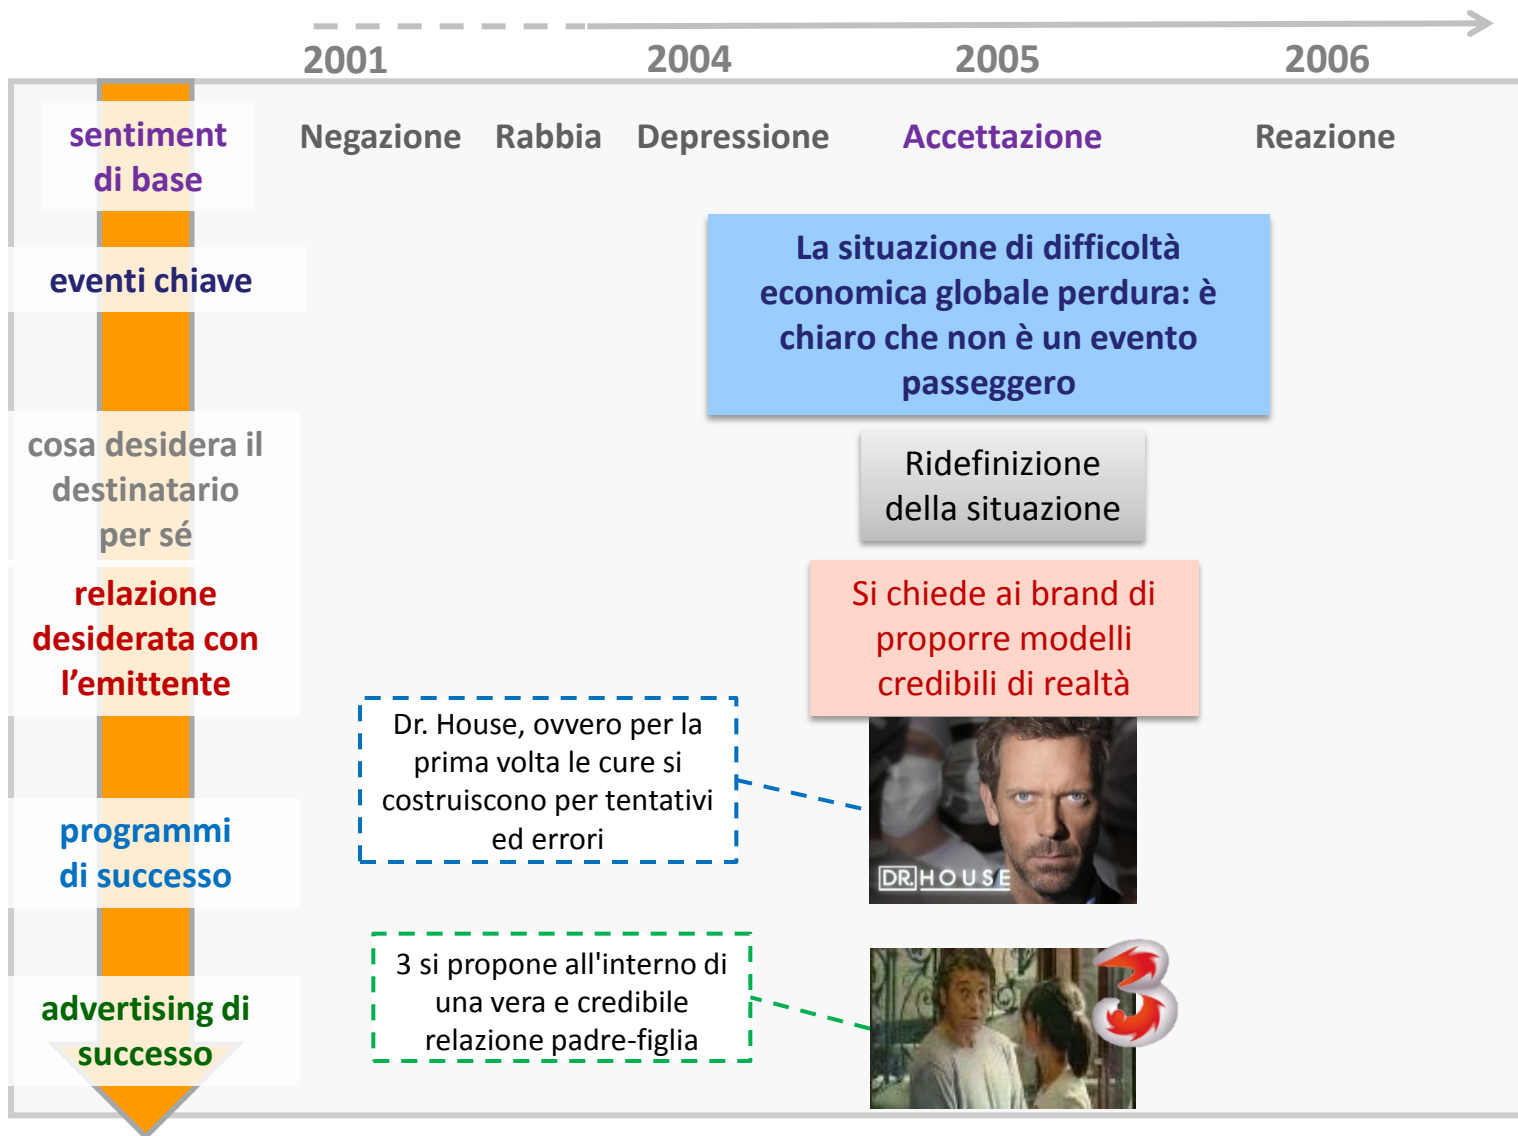 2001
2004
2005
2006
sentiment
di base
Negazione
Rabbia
Depressione
Accettazione
Reazione
eventi chiave
La situazione di difficoltà
economica globale perdura: è
chiaro che non è un evento
passeggero
cosa desidera il
destinatario
per sé
Ridefinizione
della situazione
relazione
desiderata con
l'emittente
Si chiede ai brand di
proporre modelli
credibili di realtà
programmi
di successo
Dr. House, ovvero per la
prima volta le cure si
costruiscono per tentativi
ed errori
DR. HOUSE
advertising di
successo
3 si propone all'interno di
una vera e credibile
relazione padre-figlia
3